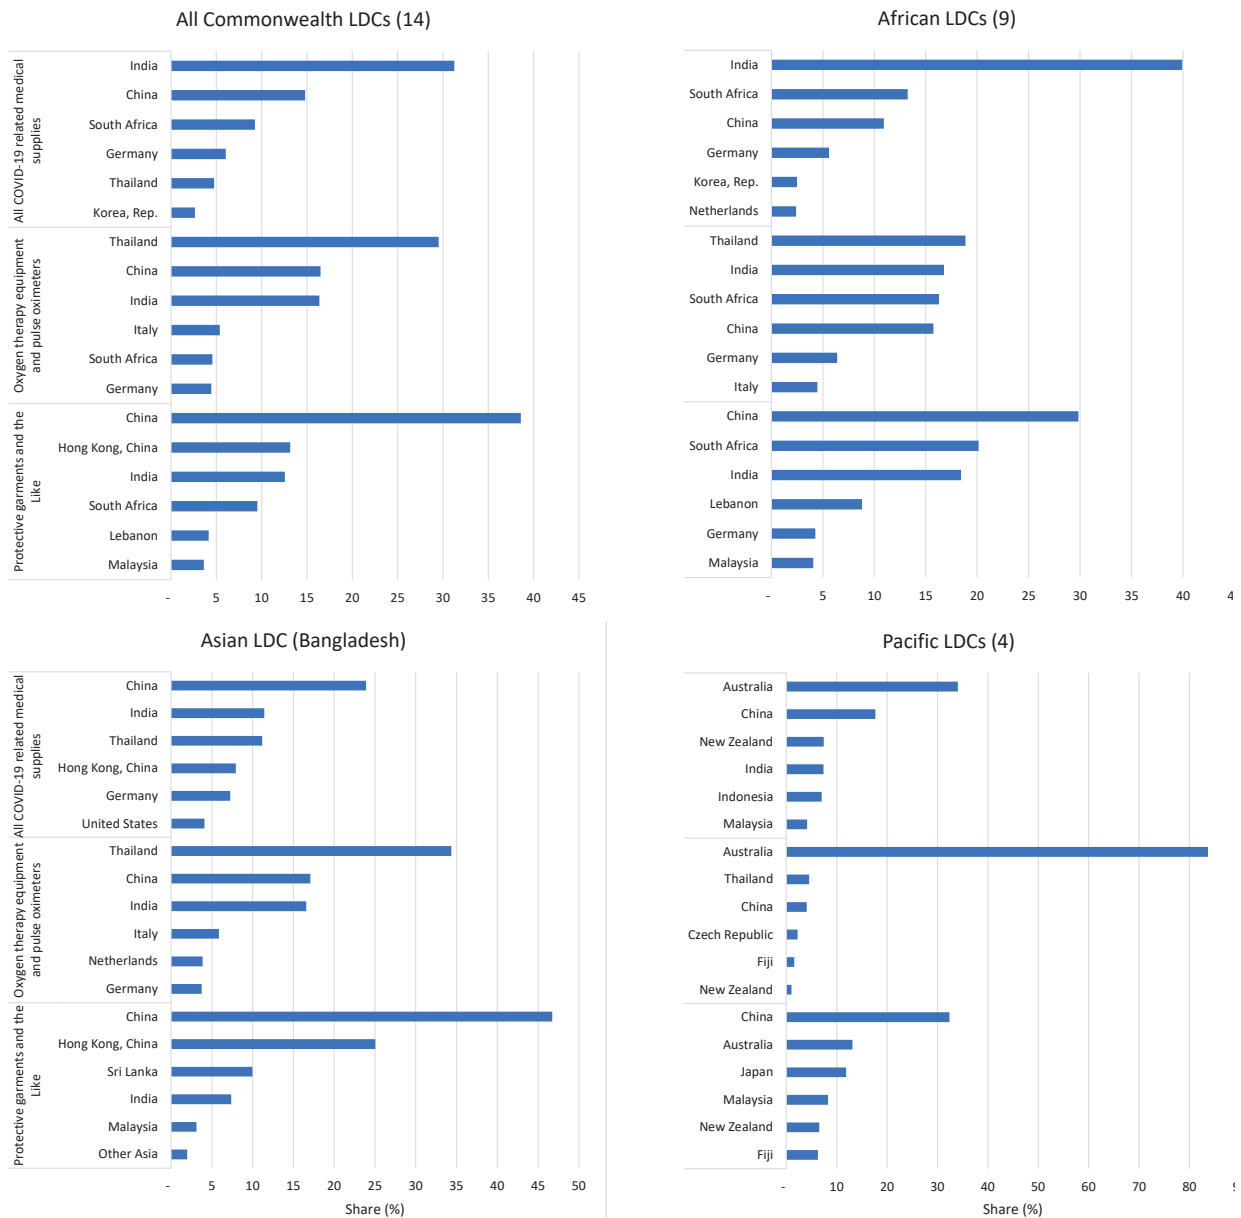 All Commonwealth LDCs (14)
All COVID-19 related medical
supplies
India
China
South Africa
Germany
Thailand
Korea, Rep.
Oxygen therapy equipment
and pulse oximeters
Thailand
China
India
Italy
South Africa
Germany
Protective garments and the
Like
China
Hong Kong, China
India
South Africa
Lebanon
Malaysia
- 5 10 15 20 25 30 35 40 45
African LDCs (9)
India
South Africa
China
Germany
Korea, Rep.
Netherlands
Thailand
India
South Africa
China
Germany
Italy
China
South Africa
India
Lebanon
Germany
Malaysia
- 5 10 15 20 25 30 35 40
Asian LDC (Bangladesh)
All COVID-19 related medical
supplies
China
India
Thailand
Hong Kong, China
Germany
United States
Oxygen therapy equipment
and pulse oximeters
Thailand
China
India
Italy
Netherlands
Germany
Protective garments and the
Like
China
Hong Kong, China
Sri Lanka
India
Malaysia
Other Asia
- 5 10 15 20 25 30 35 40 45 50
Share (%)
Pacific LDCs (4)
Australia
China
New Zealand
India
Indonesia
Malaysia
Australia
Thailand
China
Czech Republic
Fiji
New Zealand
China
Australia
Japan
Malaysia
New Zealand
Fiji
- 10 20 30 40 50 60 70 80
Share (%)